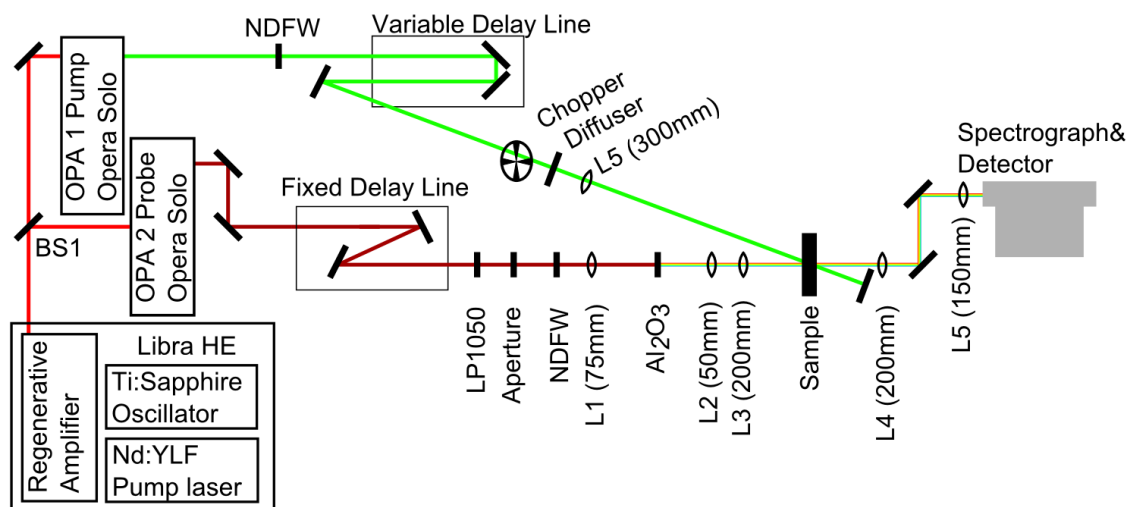 NDFW
Variable Delay Line
OPA 1 Pump
Opera Solo
OPA 2 Probe
Opera Solo
Chopper
Diffuser
L5 (300mm)
Spectrograph&
Detector
Fixed Delay Line
BS1
LP1050
Aperture
NDFW
L1 (75mm)
Al2O3
L2 (50mm)
L3 (200mm)
Sample
L4 (200mm)
L5 (150mm)
Libra HE
Regenerative
Amplifier
Ti:Sapphire
Oscillator
Nd:YLF
Pump laser